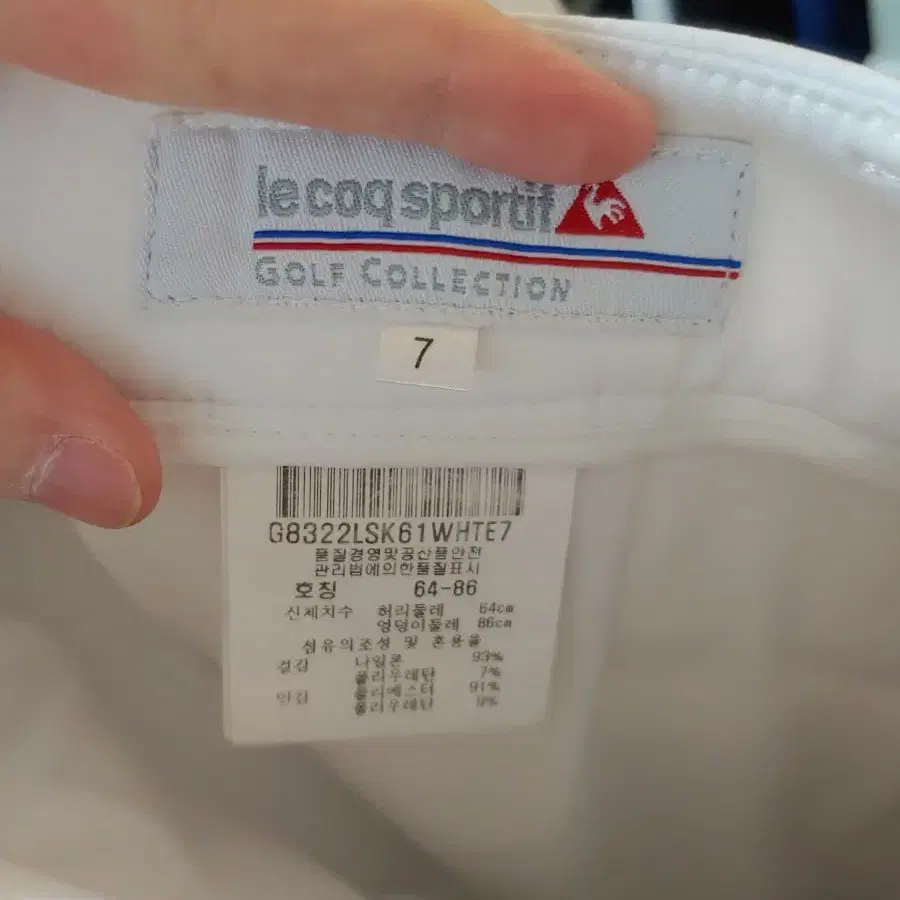 le coq sportif
GOLF COLLECTION
7
G8322LSK61WHTE7
품질경영및공산품안전
관리법에의한품질표시
호칭 64-86
신체치수 허리둘레 64cm
엉덩이둘레 86cm
섬유의조성 및 혼용율
겉감 나일론 93%
폴리우레탄 7%
안감 폴리에스터 91%
폴리우레탄 9%